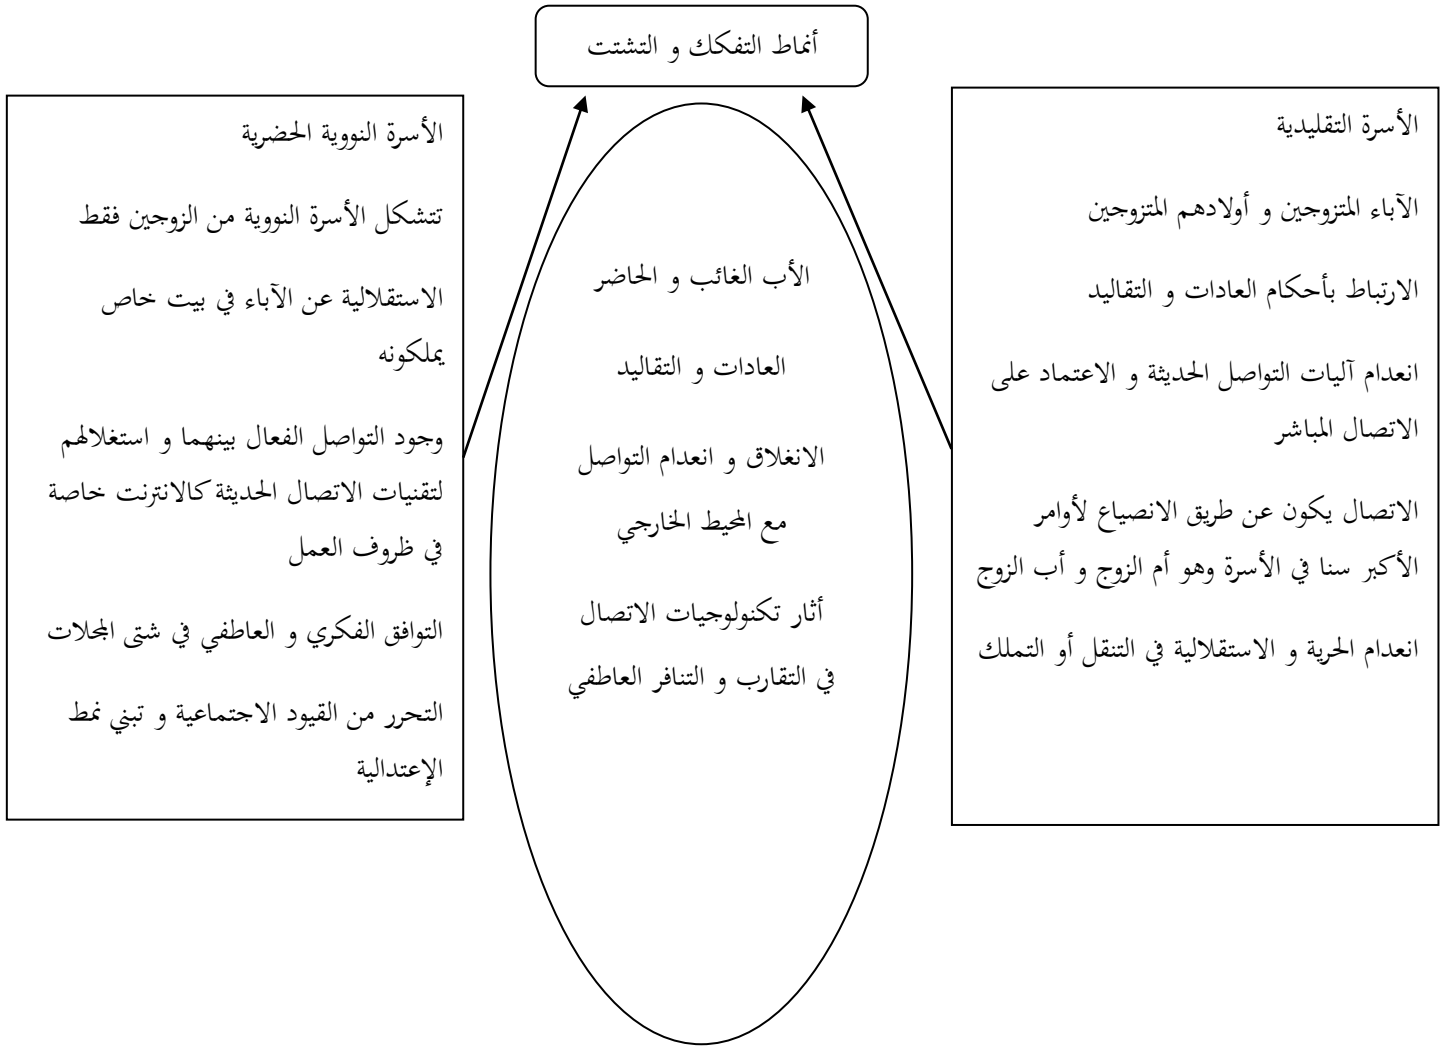 أنماط التفكك و التشتت
الأسرة التقليدية
الآباء المتزوجين و أولادهم المتزوجين
الارتباط بأحكام العادات و التقاليد
انعدام آليات التواصل الحديثة و الاعتماد على
الاتصال المباشر
الاتصال يكون عن طريق الانصياع لأوامر
الأكبر سنا في الأسرة وهو أم الزوج و أب الزوج
انعدام الحرية و الاستقلالية في التنقل أو التملك
الأب الغائب و الحاضر
العادات و التقاليد
الانغلاق و انعدام التواصل
مع المحيط الخارجي
أثار تكنولوجيات الاتصال
في التقارب و التنافر العاطفي
الأسرة النووية الحضرية
تتشكل الأسرة النووية من الزوجين فقط
الاستقلالية عن الآباء في بيت خاص
يملكونه
وجود التواصل الفعال بينهما و استغلالهم
لتقنيات الاتصال الحديثة كالانترنت خاصة
في ظروف العمل
التوافق الفكري و العاطفي في شتى المجلات
التحرر من القيود الاجتماعية و تبني نمط
الإعتدالية